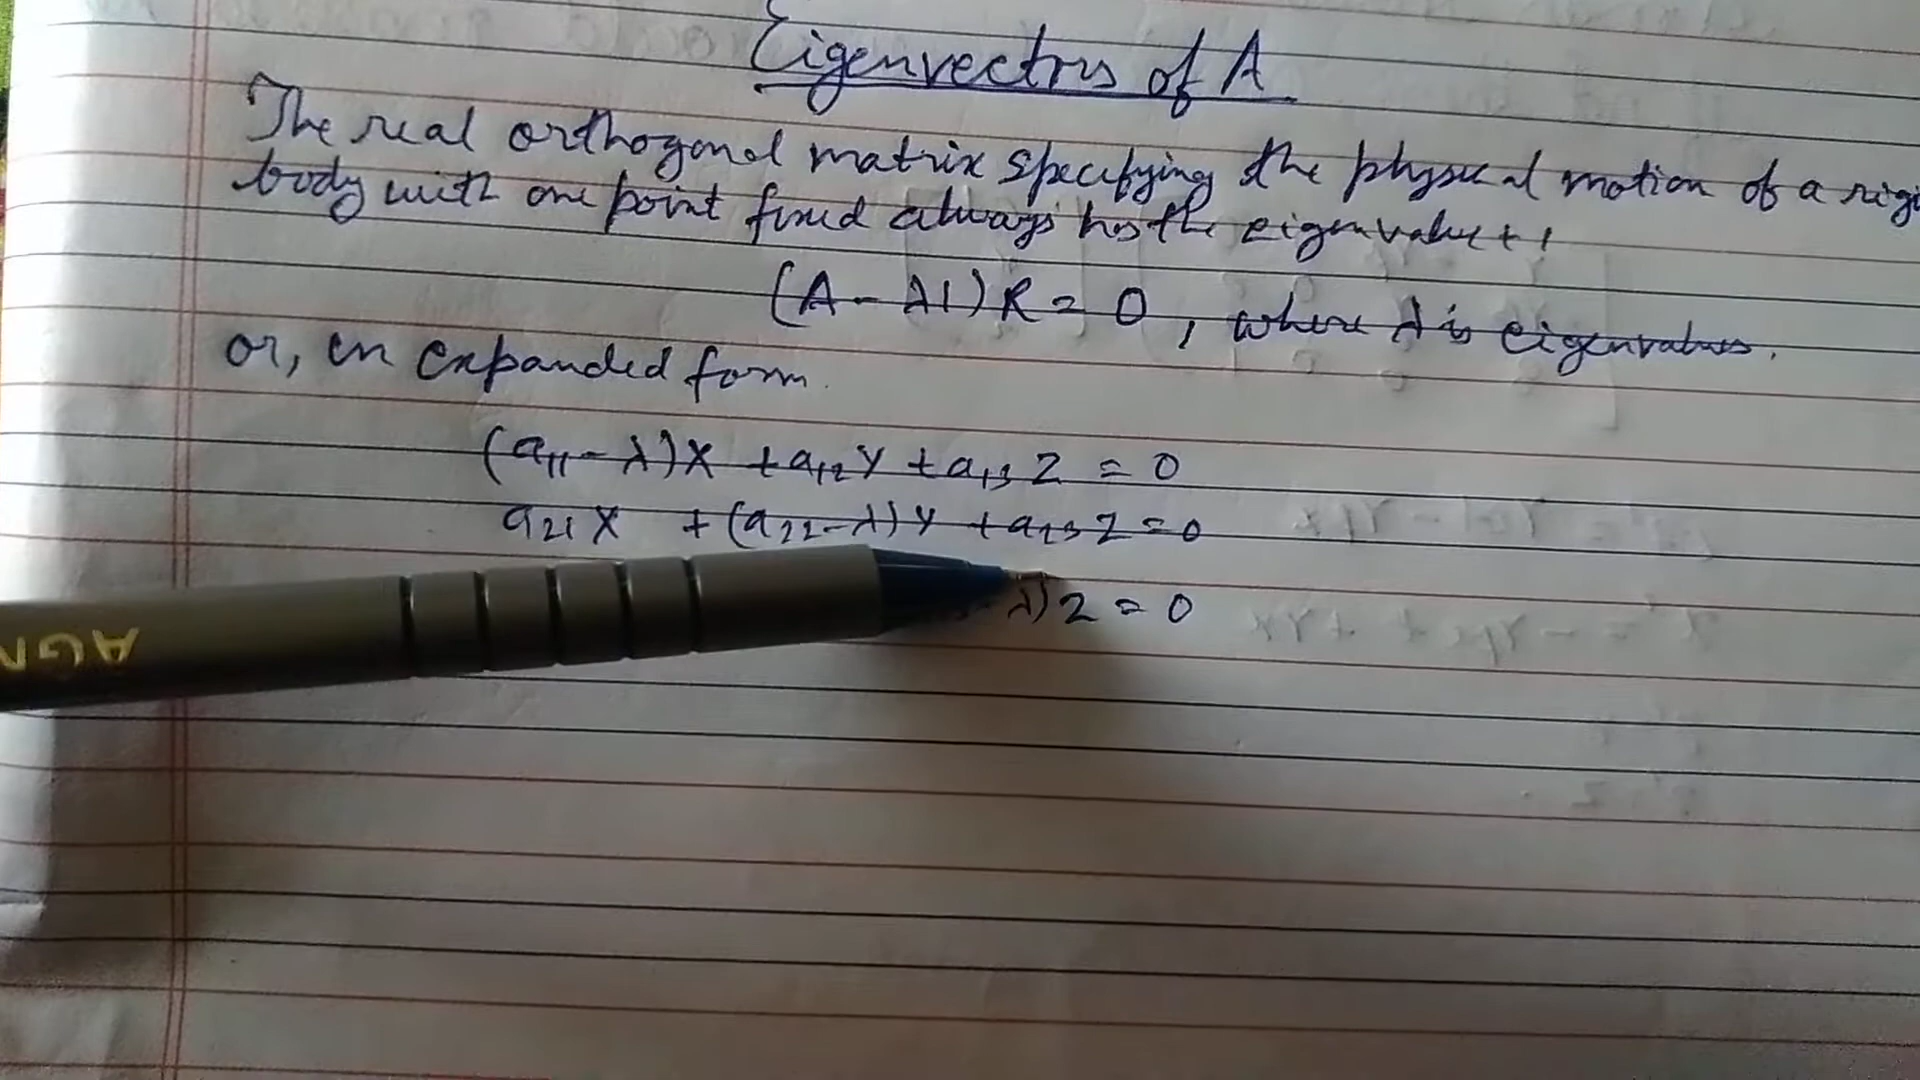 Eigenvectors of A
The real orthogonal matrix specifying the physical motion of a rigi
body with one point fixed always has the eigenvalue +1
(A - λ1)R = 0, where λ is eigenvalues.
or, in expanded form.
(a11 - λ)X + a12Y + a13Z = 0
a21X + (a22 - λ)Y + a23Z = 0
λ)Z = 0
AGN